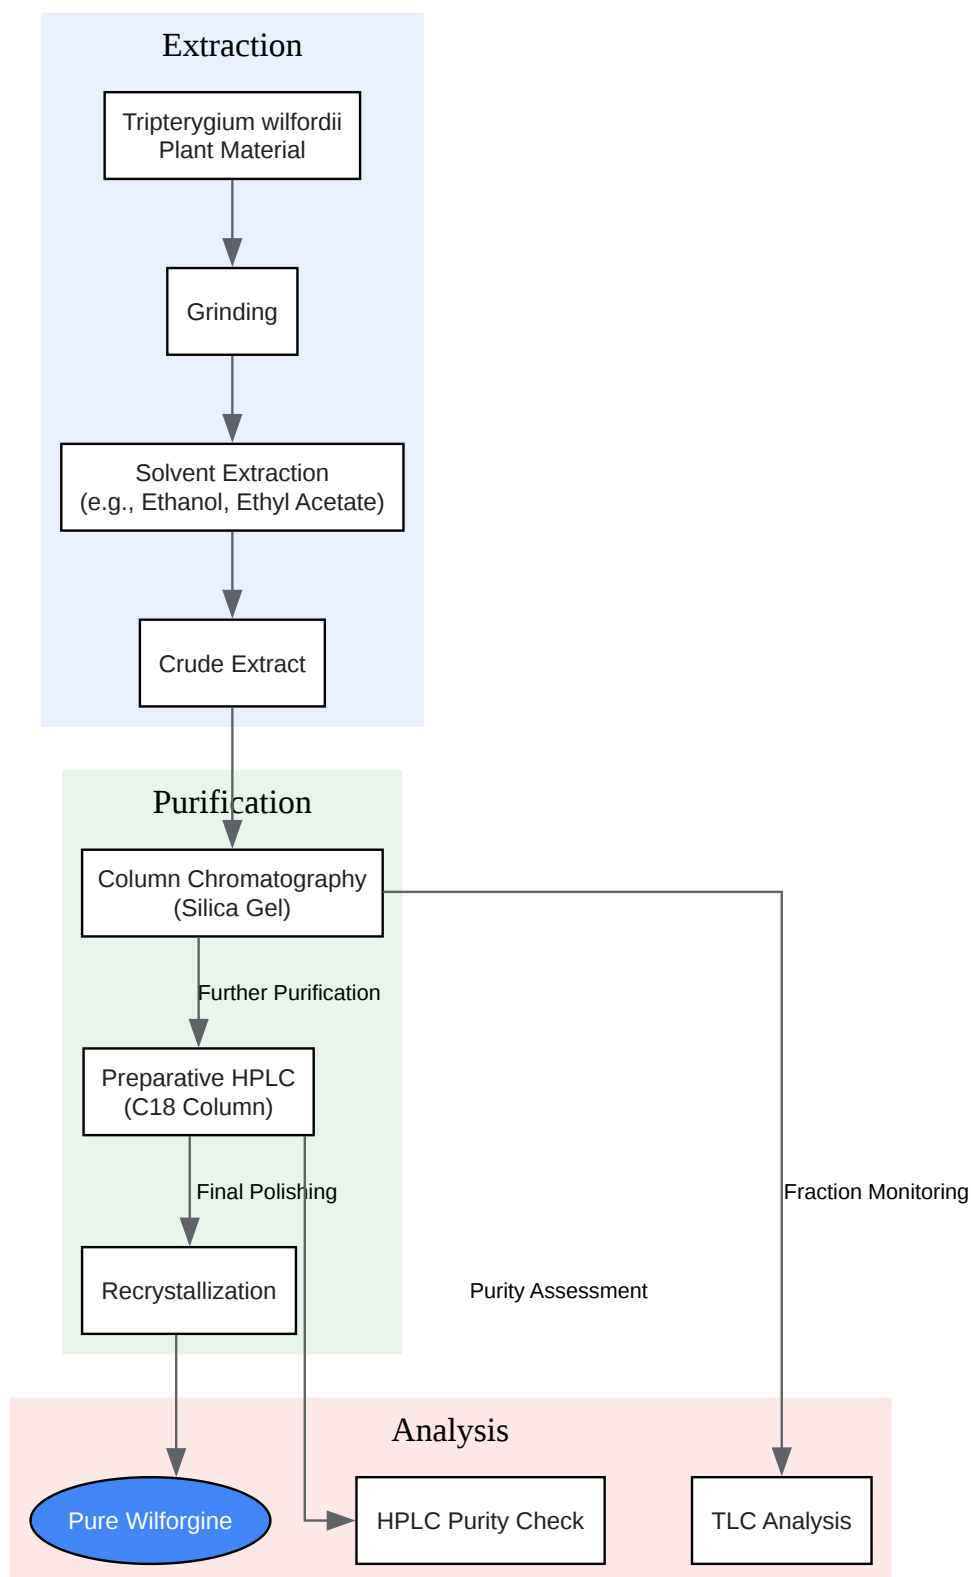 Extraction
Tripterygium wilfordii
Plant Material
Grinding
Solvent Extraction
(e.g., Ethanol, Ethyl Acetate)
Crude Extract
Purification
Column Chromatography
(Silica Gel)
Further Purification
Preparative HPLC
(C18 Column)
Final Polishing
Fraction Monitoring
Recrystallization
Purity Assessment
Analysis
Pure Wilforgine
HPLC Purity Check
TLC Analysis